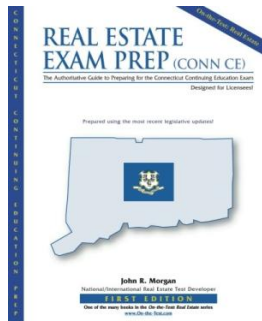 CONNECTICUT CONTINUING EDUCATION PREP
On-the-Test: Real Estate
REAL ESTATE
EXAM PREP (CONN CE)
The Authoritative Guide to Preparing for the Connecticut Continuing Education Exam
Designed for Licensees!
Prepared using the most recent legislative updates!
John R. Morgan
National/International Real Estate Test Developer
FIRST EDITION
One of the many books in the On-the-Test: Real Estate series
www.On-the-Test.com